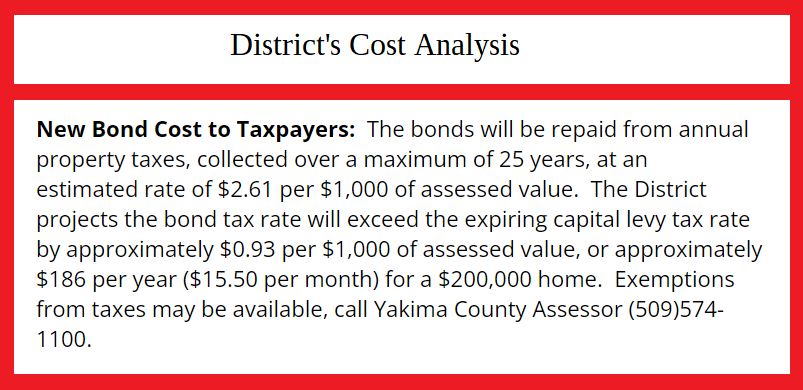 District's Cost Analysis
New Bond Cost to Taxpayers:  The bonds will be repaid from annual
property taxes, collected over a maximum of 25 years, at an
estimated rate of $2.61 per $1,000 of assessed value.  The District
projects the bond tax rate will exceed the expiring capital levy tax rate
by approximately $0.93 per $1,000 of assessed value, or approximately
$186 per year ($15.50 per month) for a $200,000 home.  Exemptions
from taxes may be available, call Yakima County Assessor (509)574-
1100.